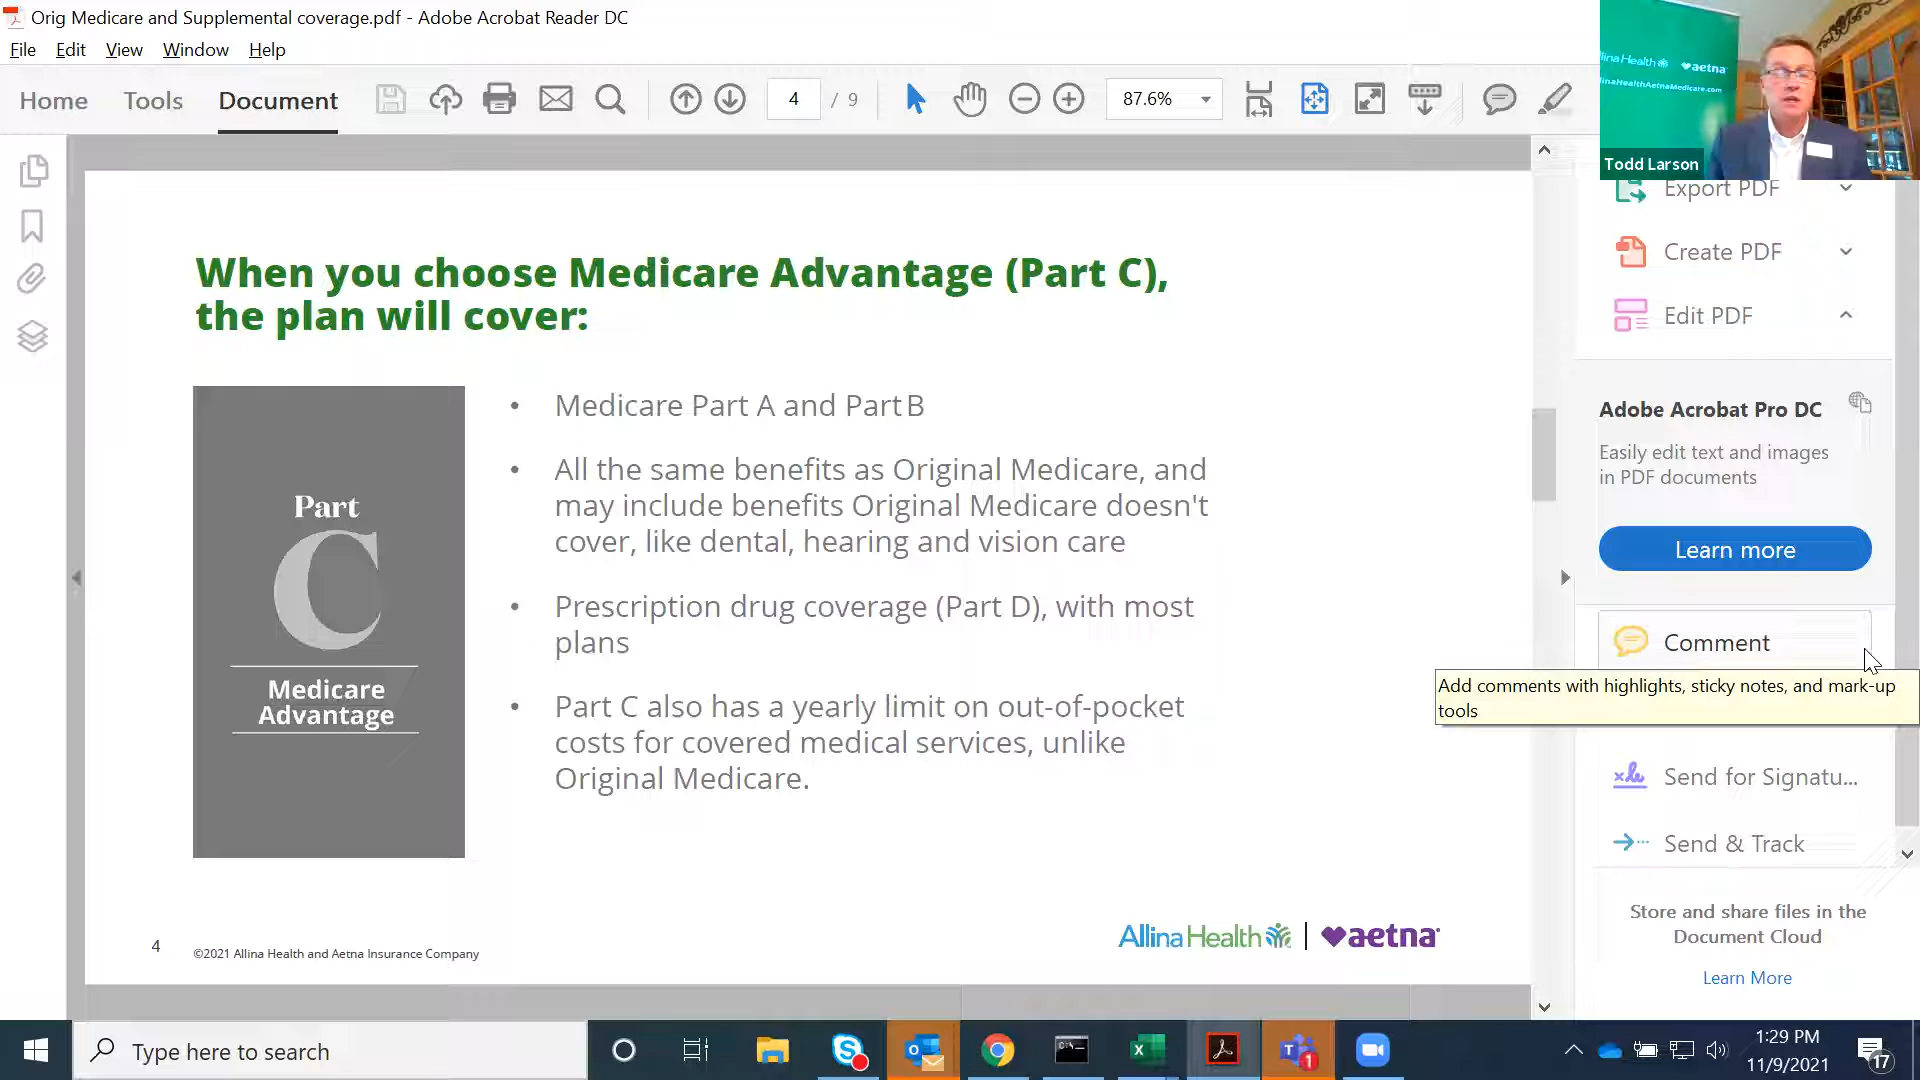 Orig Medicare and Supplemental coverage.pdf - Adobe Acrobat Reader DC
File Edit View Window Help
Home Tools Document 4 / 9 87.6%
AllinaHealth aetna
AllinaHealthAetnaMedicare.com
Todd Larson
When you choose Medicare Advantage (Part C),
the plan will cover:
Part
C
Medicare
Advantage
• Medicare Part A and Part B
• All the same benefits as Original Medicare, and
may include benefits Original Medicare doesn't
cover, like dental, hearing and vision care
• Prescription drug coverage (Part D), with most
plans
• Part C also has a yearly limit on out-of-pocket
costs for covered medical services, unlike
Original Medicare.
4
©2021 Allina Health and Aetna Insurance Company
AllinaHealth | aetna
Export PDF
Create PDF
Edit PDF
Adobe Acrobat Pro DC
Easily edit text and images
in PDF documents
Learn more
Comment
Add comments with highlights, sticky notes, and mark-up
tools
Send for Signatu...
Send & Track
Store and share files in the
Document Cloud
Learn More
Type here to search
1:29 PM
11/9/2021
17